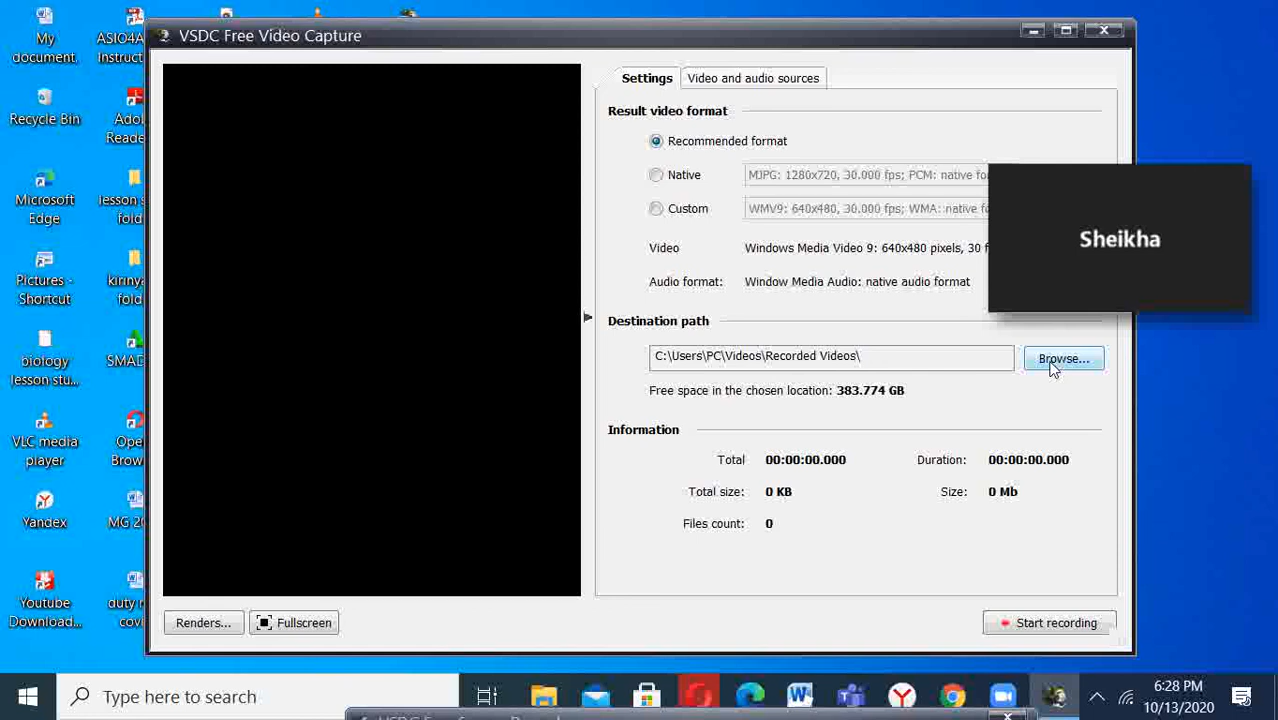 My document.
ASIO4A
Instruct
Recycle Bin
Ado
Reade
Microsoft Edge
lesson s
fold
Pictures - Shortcut
kiriny
fold
biology lesson stu...
SMAD
VLC media player
Ope
Brow
Yandex
MG 20
Youtube Download...
duty r
covi
VSDC Free Video Capture
Settings
Video and audio sources
Result video format
Recommended format
Native
MJPG: 1280x720, 30.000 fps; PCM: native fo
Custom
WMV9: 640x480, 30.000 fps; WMA: native fo
Video
Windows Media Video 9: 640x480 pixels, 30 f
Audio format:
Window Media Audio: native audio format
Sheikha
Destination path
C:\Users\PC\Videos\Recorded Videos\
Browse...
Free space in the chosen location: 383.774 GB
Information
Total 00:00:00.000
Duration: 00:00:00.000
Total size: 0 KB
Size: 0 Mb
Files count: 0
Renders...
Fullscreen
Start recording
Type here to search
6:28 PM
10/13/2020